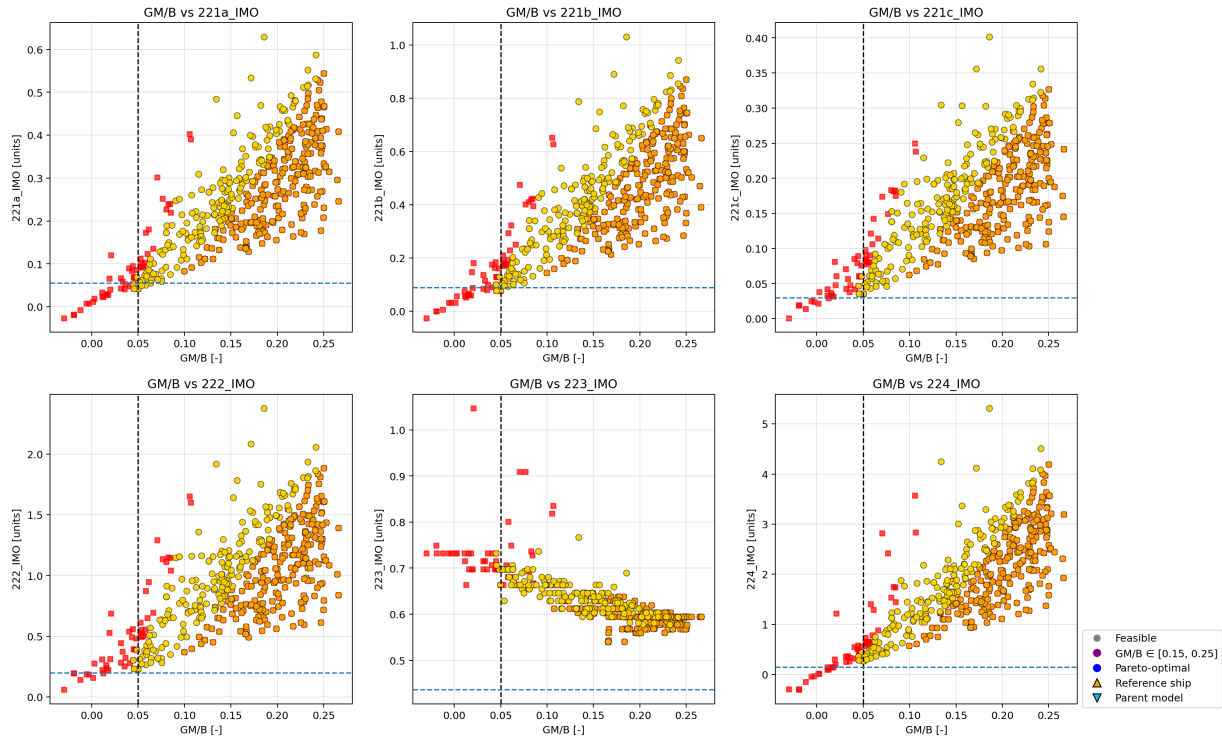 GM/B vs 221a_IMO
GM/B vs 221b_IMO
GM/B vs 221c_IMO
221a_IMO [units]
0.6
0.5
0.4
0.3
0.2
0.1
0.0
0.00 0.05 0.10 0.15 0.20 0.25
GM/B [-]
221b_IMO [units]
1.0
0.8
0.6
0.4
0.2
0.0
0.00 0.05 0.10 0.15 0.20 0.25
GM/B [-]
221c_IMO [units]
0.40
0.35
0.30
0.25
0.20
0.15
0.10
0.05
0.00
0.00 0.05 0.10 0.15 0.20 0.25
GM/B [-]
GM/B vs 222_IMO
GM/B vs 223_IMO
GM/B vs 224_IMO
222_IMO [units]
2.0
1.5
1.0
0.5
0.0
0.00 0.05 0.10 0.15 0.20 0.25
GM/B [-]
223_IMO [units]
1.0
0.9
0.8
0.7
0.6
0.5
0.00 0.05 0.10 0.15 0.20 0.25
GM/B [-]
224_IMO [units]
5
4
3
2
1
0
0.00 0.05 0.10 0.15 0.20 0.25
GM/B [-]
Feasible
GM/B ∈ [0.15, 0.25]
Pareto-optimal
Reference ship
Parent model